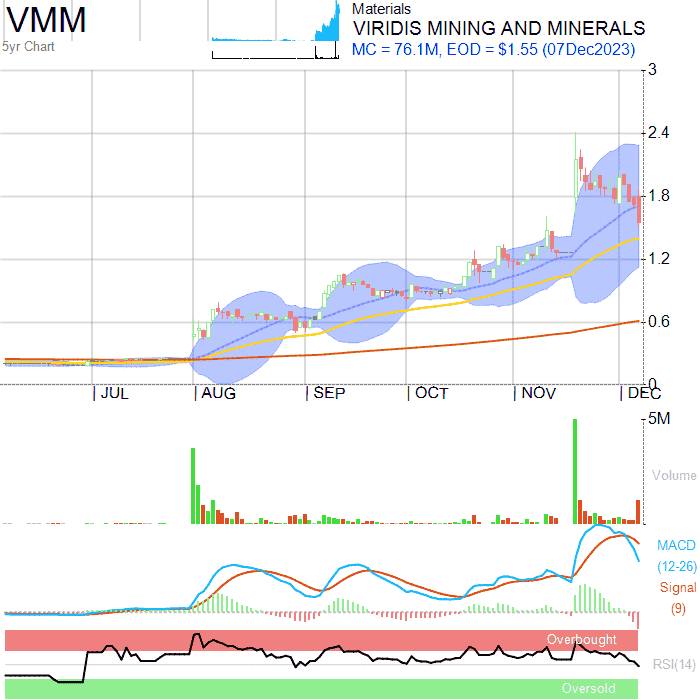 VMM
5yr Chart
Materials
VIRIDIS MINING AND MINERALS
MC = 76.1M, EOD = $1.55 (07Dec2023)
3
2.4
1.8
1.2
0.6
0
JUL AUG SEP OCT NOV DEC
5M
Volume
MACD
(12-26)
Signal
(9)
Overbought
RSI(14)
Oversold